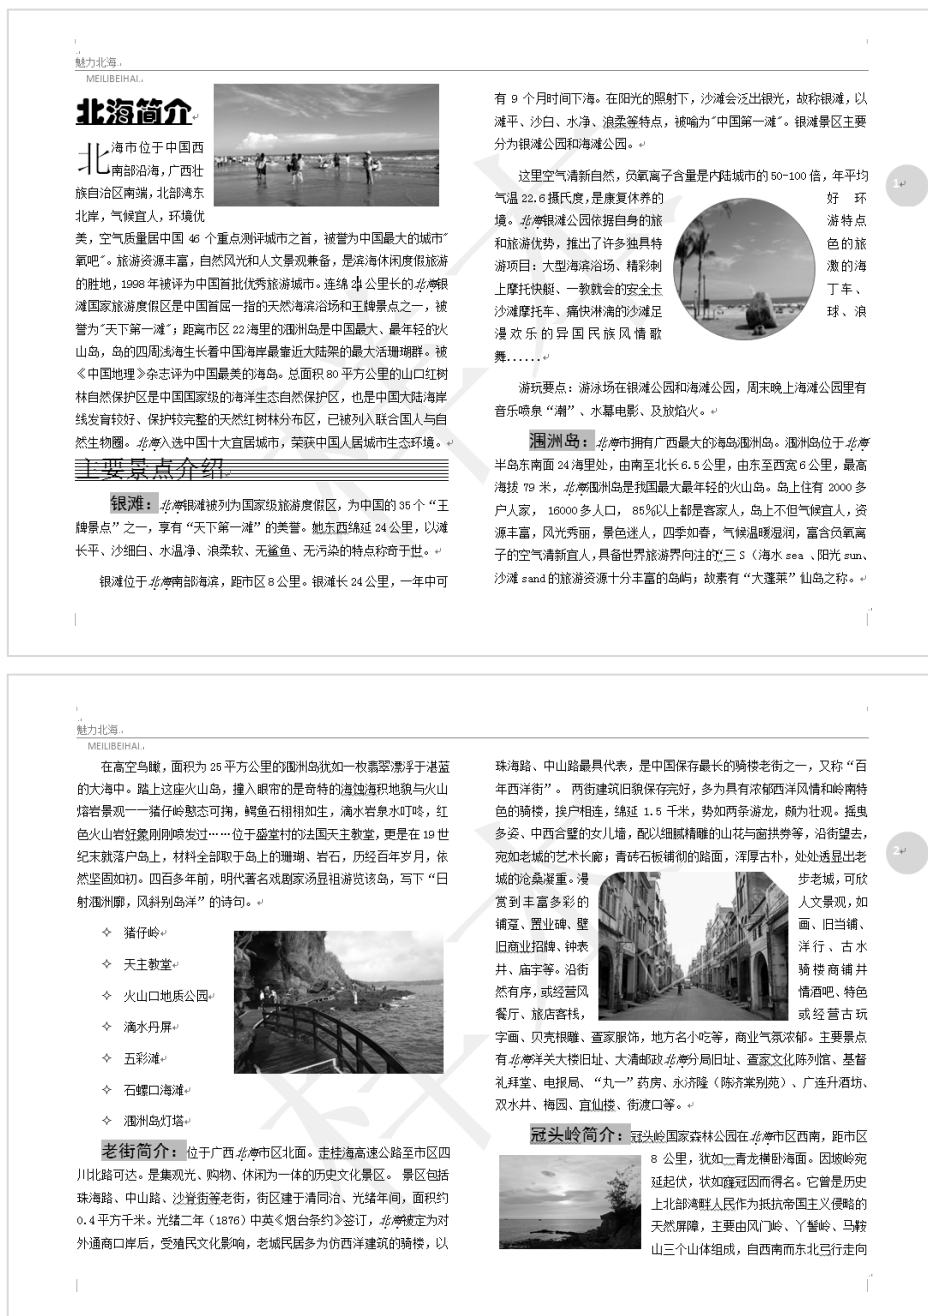 魅力北海
MEILIBEIHAI
北海简介
北海市位于中国西
南部沿海，广西壮
族自治区南端，北部湾东
北岸，气候宜人，环境优
美，空气质量居中国 46 个重点测评城市之首，被誉为中国最大的城市"
氧吧"。旅游资源丰富，自然风光和人文景观兼备，是滨海休闲度假旅游
的胜地，1998 年被评为中国首批优秀旅游城市。连绵 24 公里长的北海银
滩国家旅游度假区是中国首屈一指的天然海滨浴场和王牌景点之一，被
誉为"天下第一滩"；距离市区 22 海里的涠洲岛是中国最大、最年轻的火
山岛，岛的四周浅海生长着中国海岸最靠近大陆架的最大活珊瑚群。被
《中国地理》杂志评为中国最美的海岛。总面积 80 平方公里的山口红树
林自然保护区是中国国家级的海洋生态自然保护区，也是中国大陆海岸
线发育较好、保护较完整的天然红树林分布区，已被列入联合国人与自
然生物圈。北海入选中国十大宜居城市，荣获中国人居城市生态环境。
主要景点介绍
银滩：北海银滩被列为国家级旅游度假区，为中国的 35 个“王
牌景点”之一，享有“天下第一滩”的美誉。她东西绵延 24 公里，以滩
长平、沙细白、水温净、浪柔软、无鲨鱼、无污染的特点称奇于世。
银滩位于北海南部海滨，距市区 8 公里。银滩长 24 公里，一年中可
有 9 个月时间下海。在阳光的照射下，沙滩会泛出银光，故称银滩，以
滩平、沙白、水净、浪柔等特点，被喻为"中国第一滩"。银滩景区主要
分为银滩公园和海滩公园。
这里空气清新自然，负氧离子含量是内陆城市的 50-100 倍，年平均
气温 22.6 摄氏度，是康复休养的好环
境。北海银滩公园依据自身的旅游特点
和旅游优势，推出了许多独具特色的旅
游项目：大型海滨浴场、精彩刺激的海
上摩托快艇、一教就会的安全卡丁车、
沙滩摩托车、痛快淋漓的沙滩足球、浪
漫欢乐的异国民族风情歌
舞......
游玩要点：游泳场在银滩公园和海滩公园，周末晚上海滩公园里有
音乐喷泉“潮”、水幕电影、及放焰火。
涠洲岛：北海市拥有广西最大的海岛涠洲岛。涠洲岛位于北海
半岛东南面 24 海里处，由南至北长 6.5 公里，由东至西宽 6 公里，最高
海拔 79 米，北海涠洲岛是我国最大最年轻的火山岛。岛上住有 2000 多
户人家， 16000 多人口， 85%以上都是客家人，岛上不但气候宜人，资
源丰富，风光秀丽，景色迷人，四季如春，气候温暖湿润，富含负氧离
子的空气清新宜人，具备世界旅游界向注的“三 S（海水 sea 、阳光 sun、
沙滩 sand 的旅游资源十分丰富的岛屿；故素有“大蓬莱”仙岛之称。
1
魅力北海
MEILIBEIHAI
在高空鸟瞰，面积为 25 平方公里的涠洲岛犹如一枚翡翠漂浮于湛蓝
的大海中。踏上这座火山岛，撞入眼帘的是奇特的海蚀海积地貌与火山
熔岩景观——猪仔岭憨态可掬，鳄鱼石栩栩如生，滴水岩泉水叮咚，红
色火山岩好象刚刚喷发过……位于盛堂村的法国天主教堂，更是在 19 世
纪末就落户岛上，材料全部取于岛上的珊瑚、岩石，历经百年岁月，依
然坚固如初。四百多年前，明代著名戏剧家汤显祖游览该岛，写下“日
射涠洲廓，风斜别岛洋”的诗句。
✧ 猪仔岭
✧ 天主教堂
✧ 火山口地质公园
✧ 滴水丹屏
✧ 五彩滩
✧ 石螺口海滩
✧ 涠洲岛灯塔
老街简介：位于广西北海市区北面。走桂海高速公路至市区四
川北路可达。是集观光、购物、休闲为一体的历史文化景区。 景区包括
珠海路、中山路、沙脊街等老街，街区建于清同治、光绪年间，面积约
0.4 平方千米。光绪二年（1876）中英《烟台条约》签订，北海被定为对
外通商口岸后，受殖民文化影响，老城民居多为仿西洋建筑的骑楼，以
珠海路、中山路最具代表，是中国保存最长的骑楼老街之一，又称“百
年西洋街”。 两街建筑旧貌保存完好，多为具有浓郁西洋风情和岭南特
色的骑楼，挨户相连，绵延 1.5 千米，势如两条游龙，颇为壮观。摇曳
多姿、中西合璧的女儿墙，配以细腻精雕的山花与窗拱券等，沿街望去，
宛如老城的艺术长廊；青砖石板铺彻的路面，浑厚古朴，处处透显出老
城的沧桑凝重。漫步老城，可欣
赏到丰富多彩的人文景观，如
铺趸、置业碑、壁画、旧当铺、
旧商业招牌、钟表洋行、古水
井、庙宇等。沿街骑楼商铺井
然有序，或经营风情酒吧、特色
餐厅、旅店客栈，或经营古玩
字画、贝壳根雕、疍家服饰，地方名小吃等，商业气氛浓郁。主要景点
有北海洋关大楼旧址、大清邮政北海分局旧址、疍家文化陈列馆、基督
礼拜堂、电报局、“丸一”药房、永济隆（陈济棠别苑）、广连升酒坊、
双水井、梅园、宜仙楼、街渡口等。
冠头岭简介：冠头岭国家森林公园在北海市区西南，距市区
8 公里，犹如一青龙横卧海面。因坡岭宛
延起伏，状如窿冠因而得名。它曾是历史
上北部湾畔人民作为抵抗帝国主义侵略的
天然屏障，主要由风门岭、丫髻岭、马鞍
山三个山体组成，自西南而东北已行走向
2
样本
样本